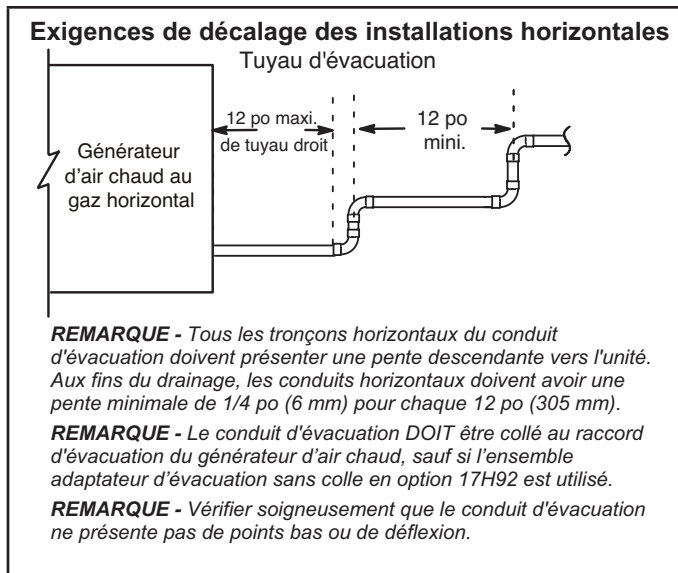 Exigences de décalage des installations horizontales
Tuyau d'évacuation
12 po maxi.
de tuyau droit
12 po
mini.
Générateur
d'air chaud au
gaz horizontal
REMARQUE - Tous les tronçons horizontaux du conduit
d'évacuation doivent présenter une pente descendante vers l'unité.
Aux fins du drainage, les conduits horizontaux doivent avoir une
pente minimale de 1/4 po (6 mm) pour chaque 12 po (305 mm).
REMARQUE - Le conduit d'évacuation DOIT être collé au raccord
d'évacuation du générateur d'air chaud, sauf si l’ensemble
adaptateur d’évacuation sans colle en option 17H92 est utilisé.
REMARQUE - Vérifier soigneusement que le conduit d'évacuation
ne présente pas de points bas ou de déflexion.